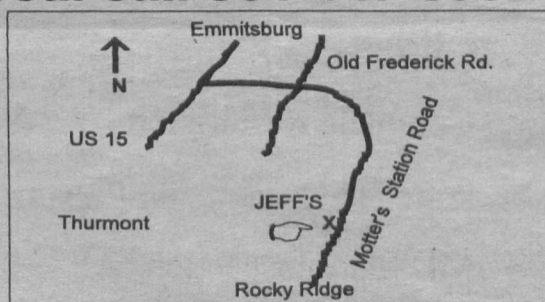 Emmitsburg
N
Old Frederick Rd.
US 15
Motter's Station Road
JEFF'S
X
Thurmont
Rocky Ridge